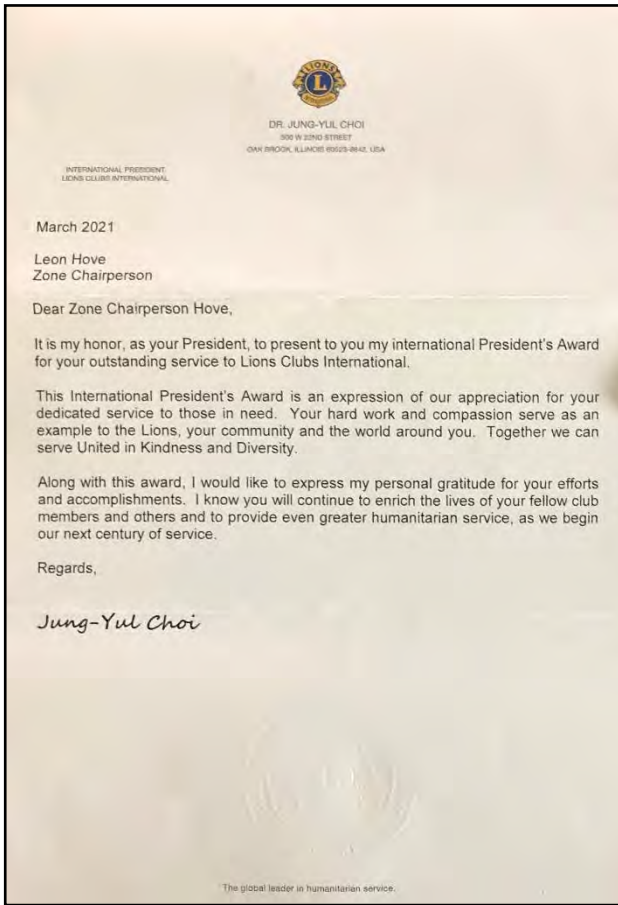 LIONS
L
DR. JUNG-YUL CHOI
300 W 22ND STREET
OAK BROOK, ILLINOIS 60523-8842, USA
INTERNATIONAL PRESIDENT
LIONS CLUBS INTERNATIONAL
March 2021
Leon Hove
Zone Chairperson
Dear Zone Chairperson Hove,
It is my honor, as your President, to present to you my international President's Award
for your outstanding service to Lions Clubs International.
This International President's Award is an expression of our appreciation for your
dedicated service to those in need. Your hard work and compassion serve as an
example to the Lions, your community and the world around you. Together we can
serve United in Kindness and Diversity.
Along with this award, I would like to express my personal gratitude for your efforts
and accomplishments. I know you will continue to enrich the lives of your fellow club
members and others and to provide even greater humanitarian service, as we begin
our next century of service.
Regards,
Jung-Yul Choi
The global leader in humanitarian service.